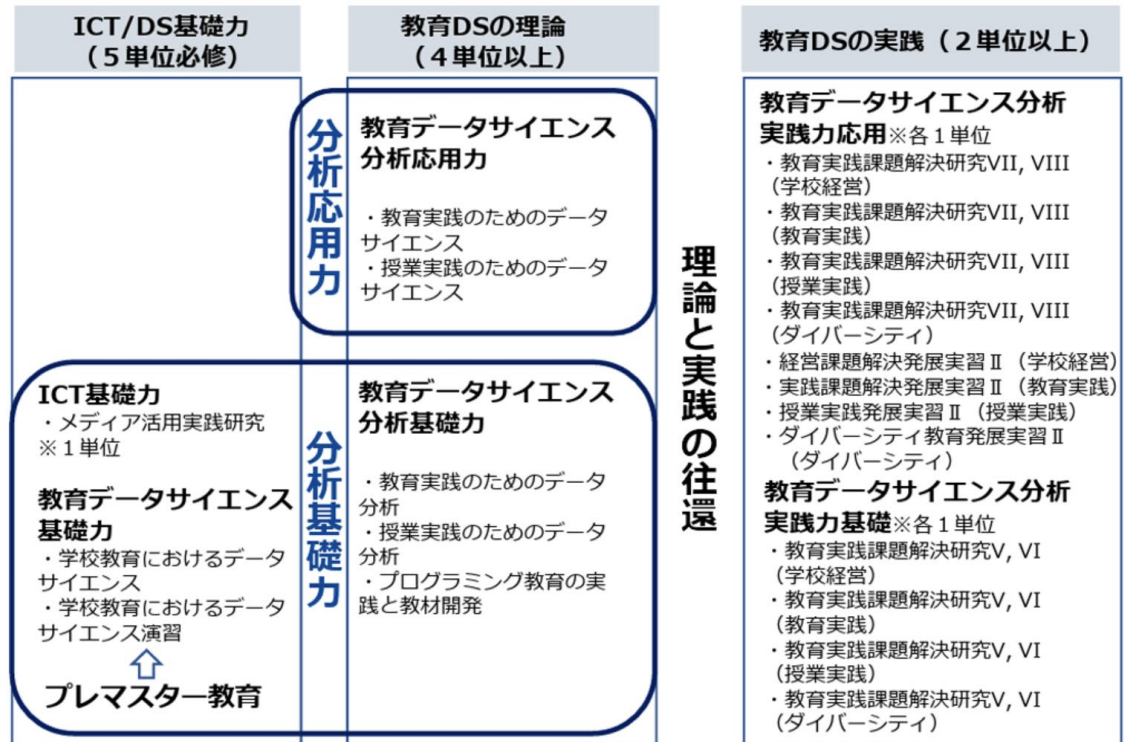 ICT/DS基礎力
（５単位必修）
教育DSの理論
（４単位以上）
教育DSの実践（２単位以上）
分析応用力
教育データサイエンス
分析応用力
・教育実践のためのデータ
サイエンス
・授業実践のためのデータ
サイエンス
ICT基礎力
・メディア活用実践研究
※１単位
教育データサイエンス
基礎力
・学校教育におけるデータ
サイエンス
・学校教育におけるデータ
サイエンス演習
プレマスター教育
分析基礎力
教育データサイエンス
分析基礎力
・教育実践のためのデータ
分析
・授業実践のためのデータ
分析
・プログラミング教育の実
践と教材開発
理論と実践の往還
教育データサイエンス分析
実践力応用※各１単位
・教育実践課題解決研究VII, VIII
（学校経営）
・教育実践課題解決研究VII, VIII
（教育実践）
・教育実践課題解決研究VII, VIII
（授業実践）
・教育実践課題解決研究VII, VIII
（ダイバーシティ）
・経営課題解決発展実習Ⅱ（学校経営）
・実践課題解決発展実習Ⅱ（教育実践）
・授業実践発展実習Ⅱ（授業実践）
・ダイバーシティ教育発展実習Ⅱ
（ダイバーシティ）
教育データサイエンス分析
実践力基礎※各１単位
・教育実践課題解決研究V, VI
（学校経営）
・教育実践課題解決研究V, VI
（教育実践）
・教育実践課題解決研究V, VI
（授業実践）
・教育実践課題解決研究V, VI
（ダイバーシティ）